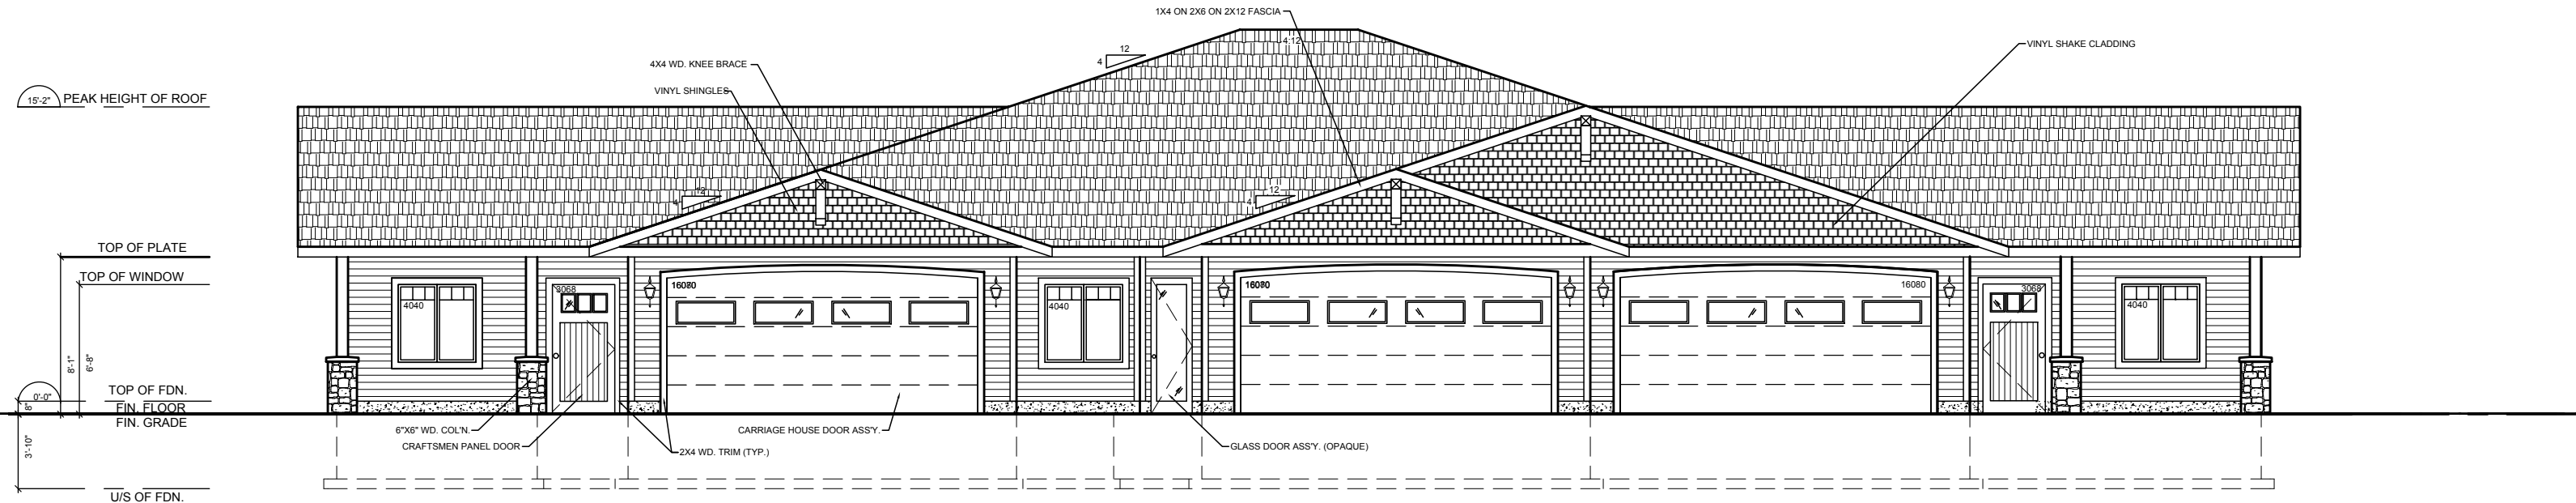 1X4 ON 2X6 ON 2X12 FASCIA
4:12
12
4
VINYL SHAKE CLADDING
4X4 WD. KNEE BRACE
VINYL SHINGLES
15'-2" PEAK HEIGHT OF ROOF
12
4
12
4
TOP OF PLATE
TOP OF WINDOW
8'-1"
6'-8"
4040
3068
16080
4040
16080
16080
3068
4040
0'-0"
TOP OF FDN.
8"
FIN. FLOOR
FIN. GRADE
3'-10"
U/S OF FDN.
6"X6" WD. COL'N.
CRAFTSMEN PANEL DOOR
2X4 WD. TRIM (TYP.)
CARRIAGE HOUSE DOOR ASS'Y.
GLASS DOOR ASS'Y. (OPAQUE)